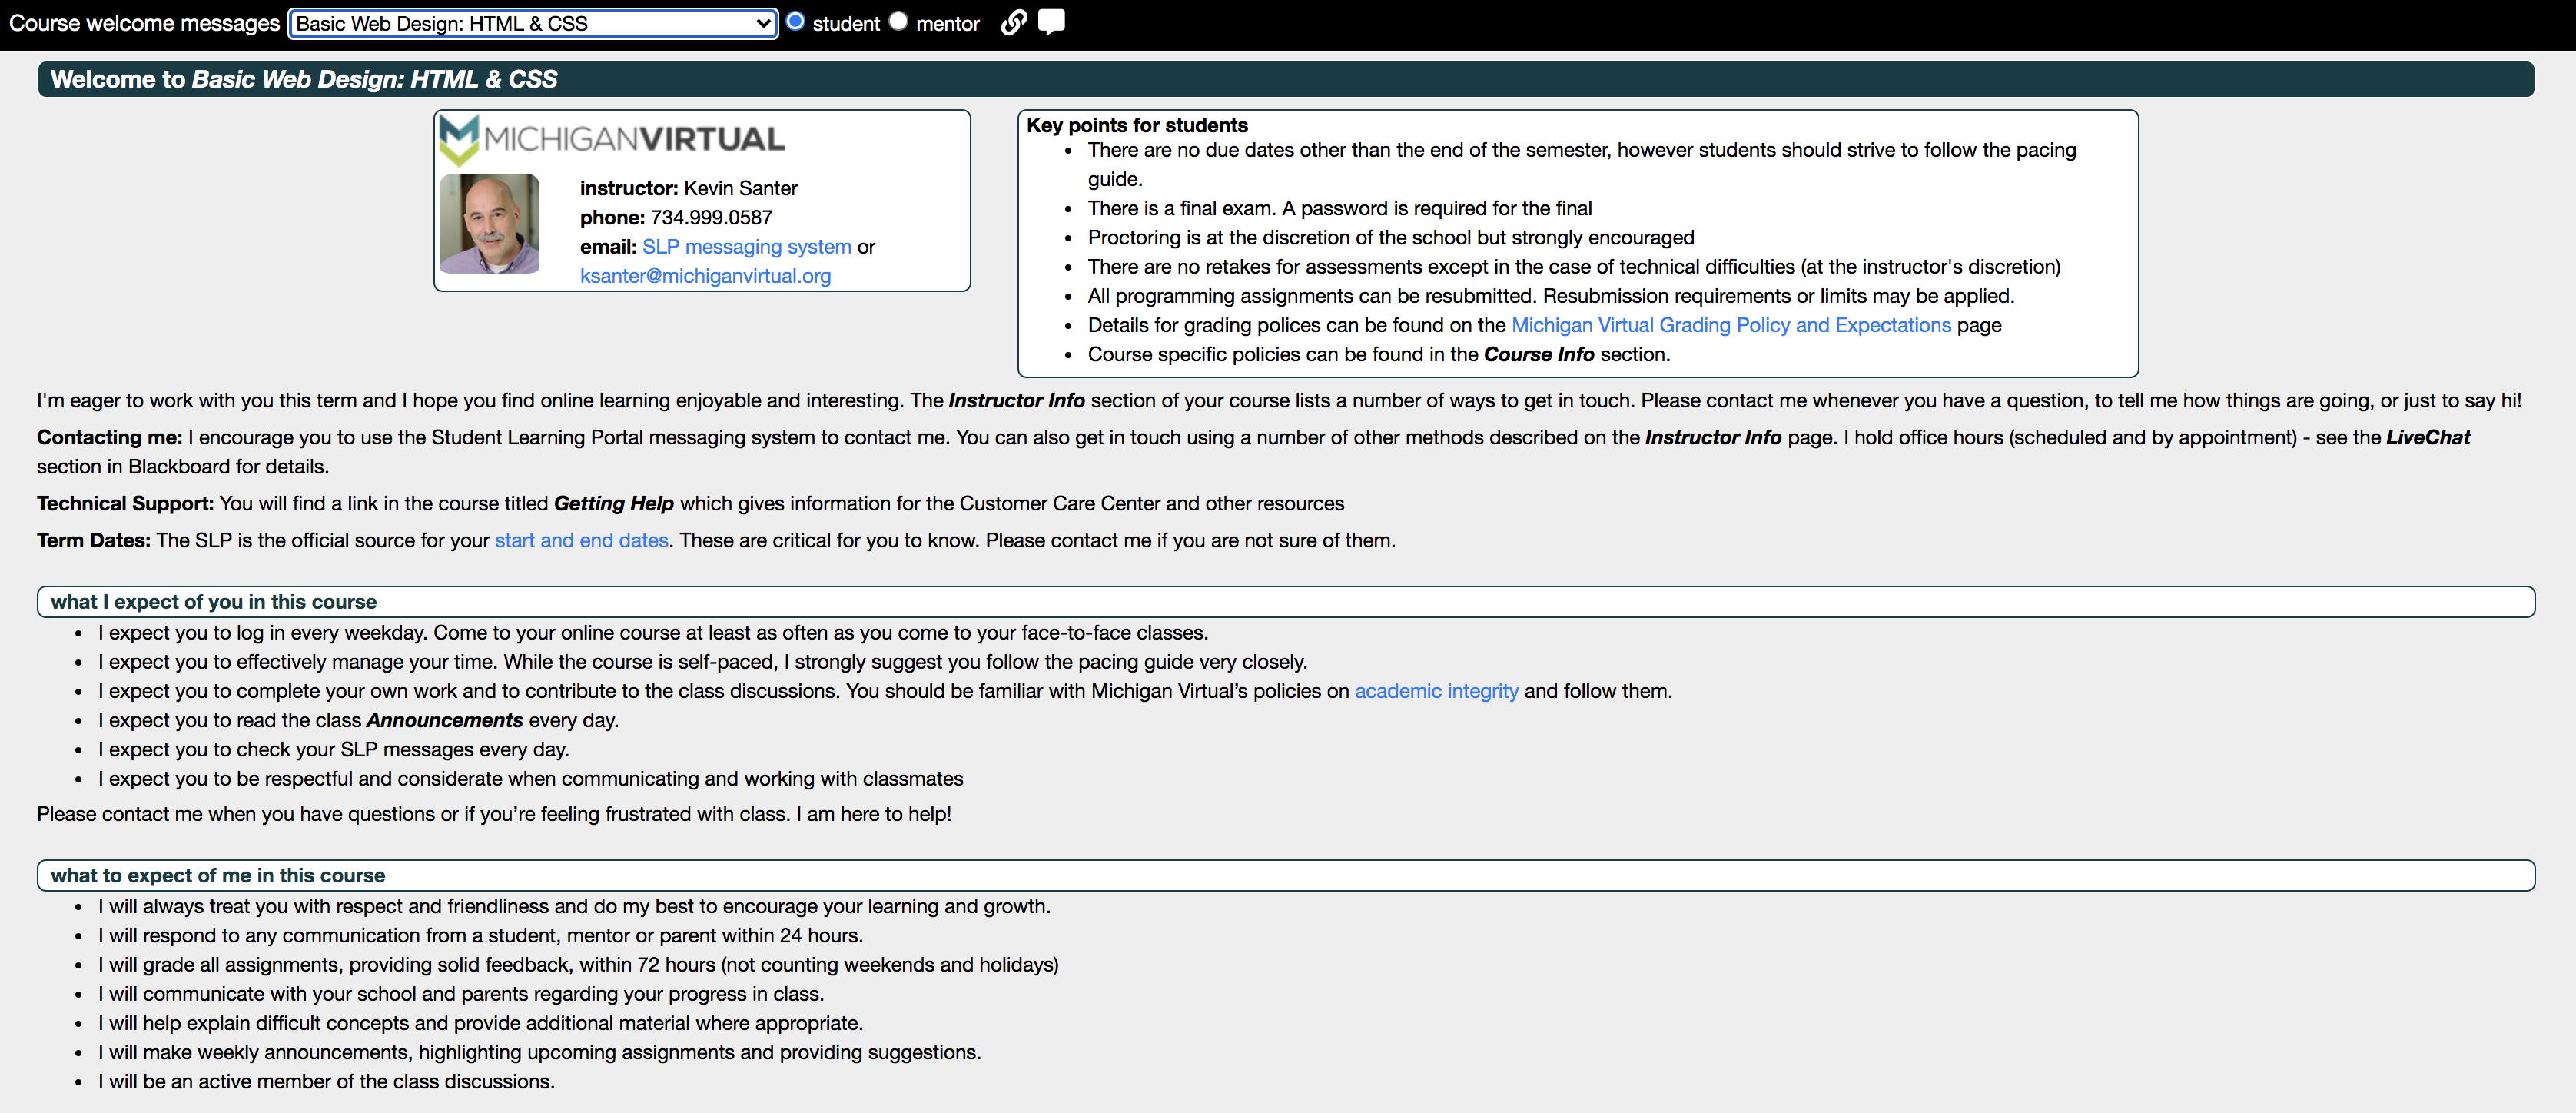 Course welcome messages Basic Web Design: HTML & CSS student mentor
Welcome to Basic Web Design: HTML & CSS
MICHIGANVIRTUAL
instructor: Kevin Santer
phone: 734.999.0587
email: SLP messaging system or
ksanter@michiganvirtual.org
Key points for students
• There are no due dates other than the end of the semester, however students should strive to follow the pacing
guide.
• There is a final exam. A password is required for the final
• Proctoring is at the discretion of the school but strongly encouraged
• There are no retakes for assessments except in the case of technical difficulties (at the instructor's discretion)
• All programming assignments can be resubmitted. Resubmission requirements or limits may be applied.
• Details for grading polices can be found on the Michigan Virtual Grading Policy and Expectations page
• Course specific policies can be found in the Course Info section.
I'm eager to work with you this term and I hope you find online learning enjoyable and interesting. The Instructor Info section of your course lists a number of ways to get in touch. Please contact me whenever you have a question, to tell me how things are going, or just to say hi!
Contacting me: I encourage you to use the Student Learning Portal messaging system to contact me. You can also get in touch using a number of other methods described on the Instructor Info page. I hold office hours (scheduled and by appointment) - see the LiveChat
section in Blackboard for details.
Technical Support: You will find a link in the course titled Getting Help which gives information for the Customer Care Center and other resources
Term Dates: The SLP is the official source for your start and end dates. These are critical for you to know. Please contact me if you are not sure of them.
what I expect of you in this course
• I expect you to log in every weekday. Come to your online course at least as often as you come to your face-to-face classes.
• I expect you to effectively manage your time. While the course is self-paced, I strongly suggest you follow the pacing guide very closely.
• I expect you to complete your own work and to contribute to the class discussions. You should be familiar with Michigan Virtual’s policies on academic integrity and follow them.
• I expect you to read the class Announcements every day.
• I expect you to check your SLP messages every day.
• I expect you to be respectful and considerate when communicating and working with classmates
Please contact me when you have questions or if you’re feeling frustrated with class. I am here to help!
what to expect of me in this course
• I will always treat you with respect and friendliness and do my best to encourage your learning and growth.
• I will respond to any communication from a student, mentor or parent within 24 hours.
• I will grade all assignments, providing solid feedback, within 72 hours (not counting weekends and holidays)
• I will communicate with your school and parents regarding your progress in class.
• I will help explain difficult concepts and provide additional material where appropriate.
• I will make weekly announcements, highlighting upcoming assignments and providing suggestions.
• I will be an active member of the class discussions.